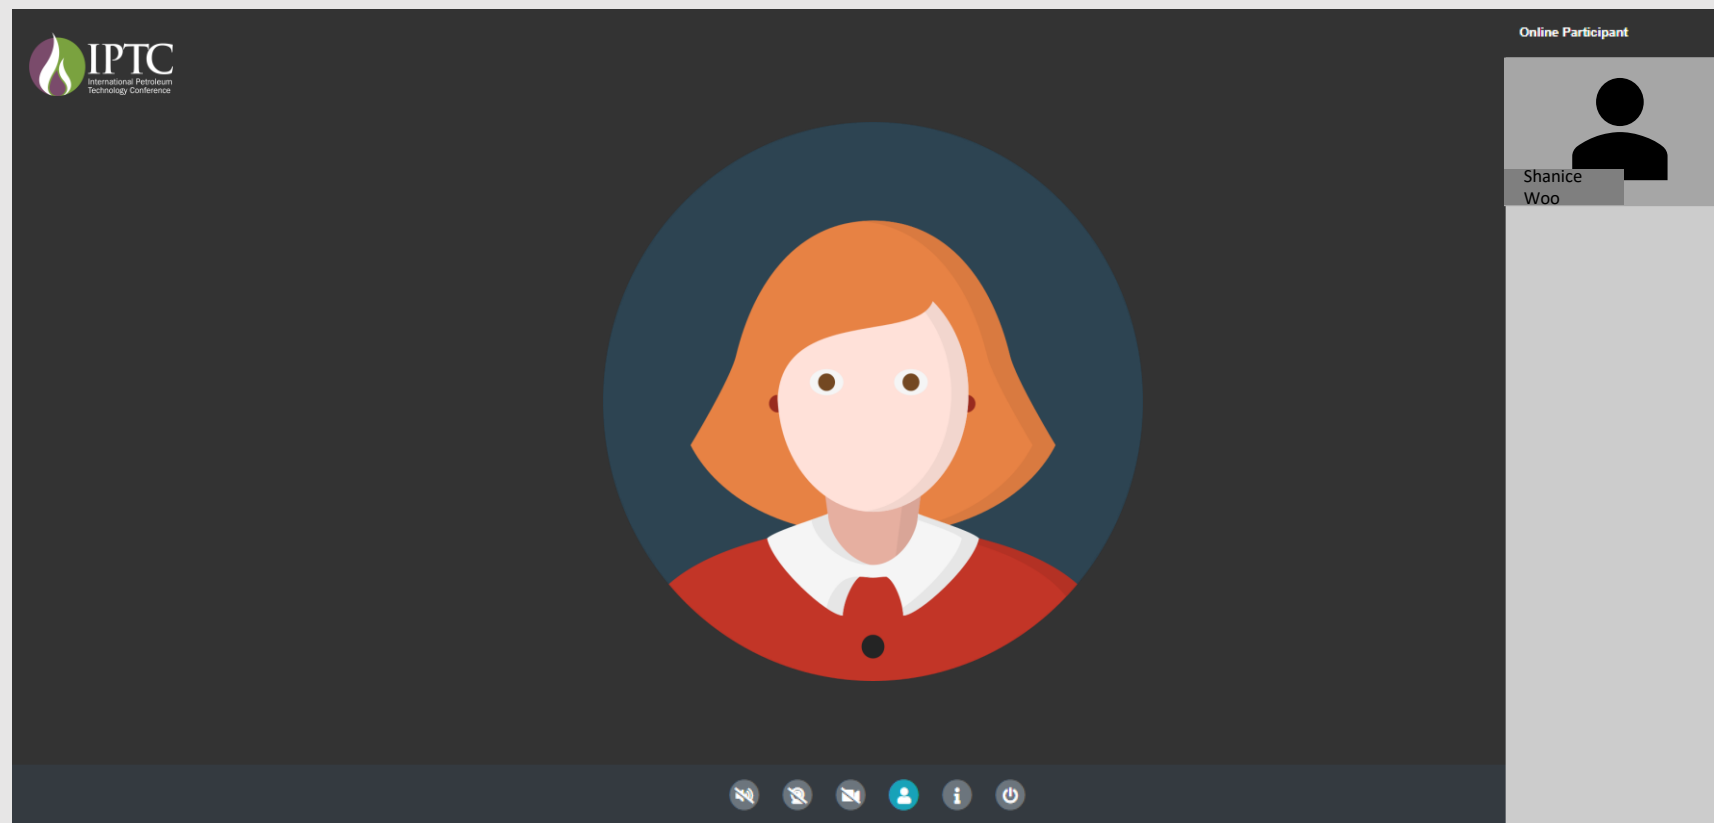 IPTC
International Petroleum
Technology Conference
Online Participant
Shanice
Woo